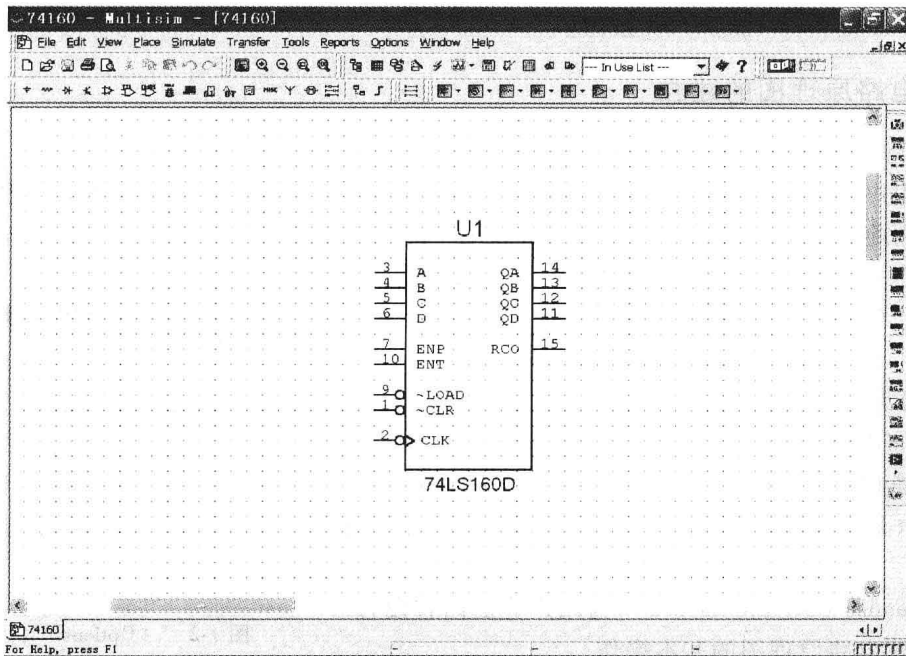 74160 - Multisim - [74160]
File Edit View Place Simulate Transfer Tools Reports Options Window Help
--- In Use List ---
U1
3 A QA 14
4 B QB 13
5 C QC 12
6 D QD 11
7 ENP RCO 15
10 ENT
9 ~LOAD
1 ~CLR
2 CLK
74LS160D
74160
For Help, press F1